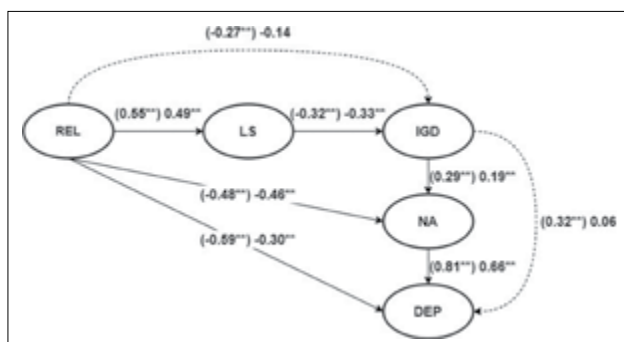 (-0.27**) -0.14
REL
(0.55**) 0.49**
LS
(-0.32**) -0.33**
IGD
(0.29**) 0.19**
(-0.48**) -0.46**
NA
(0.32**) 0.06
(-0.59**) -0.30**
(0.81**) 0.66**
DEP